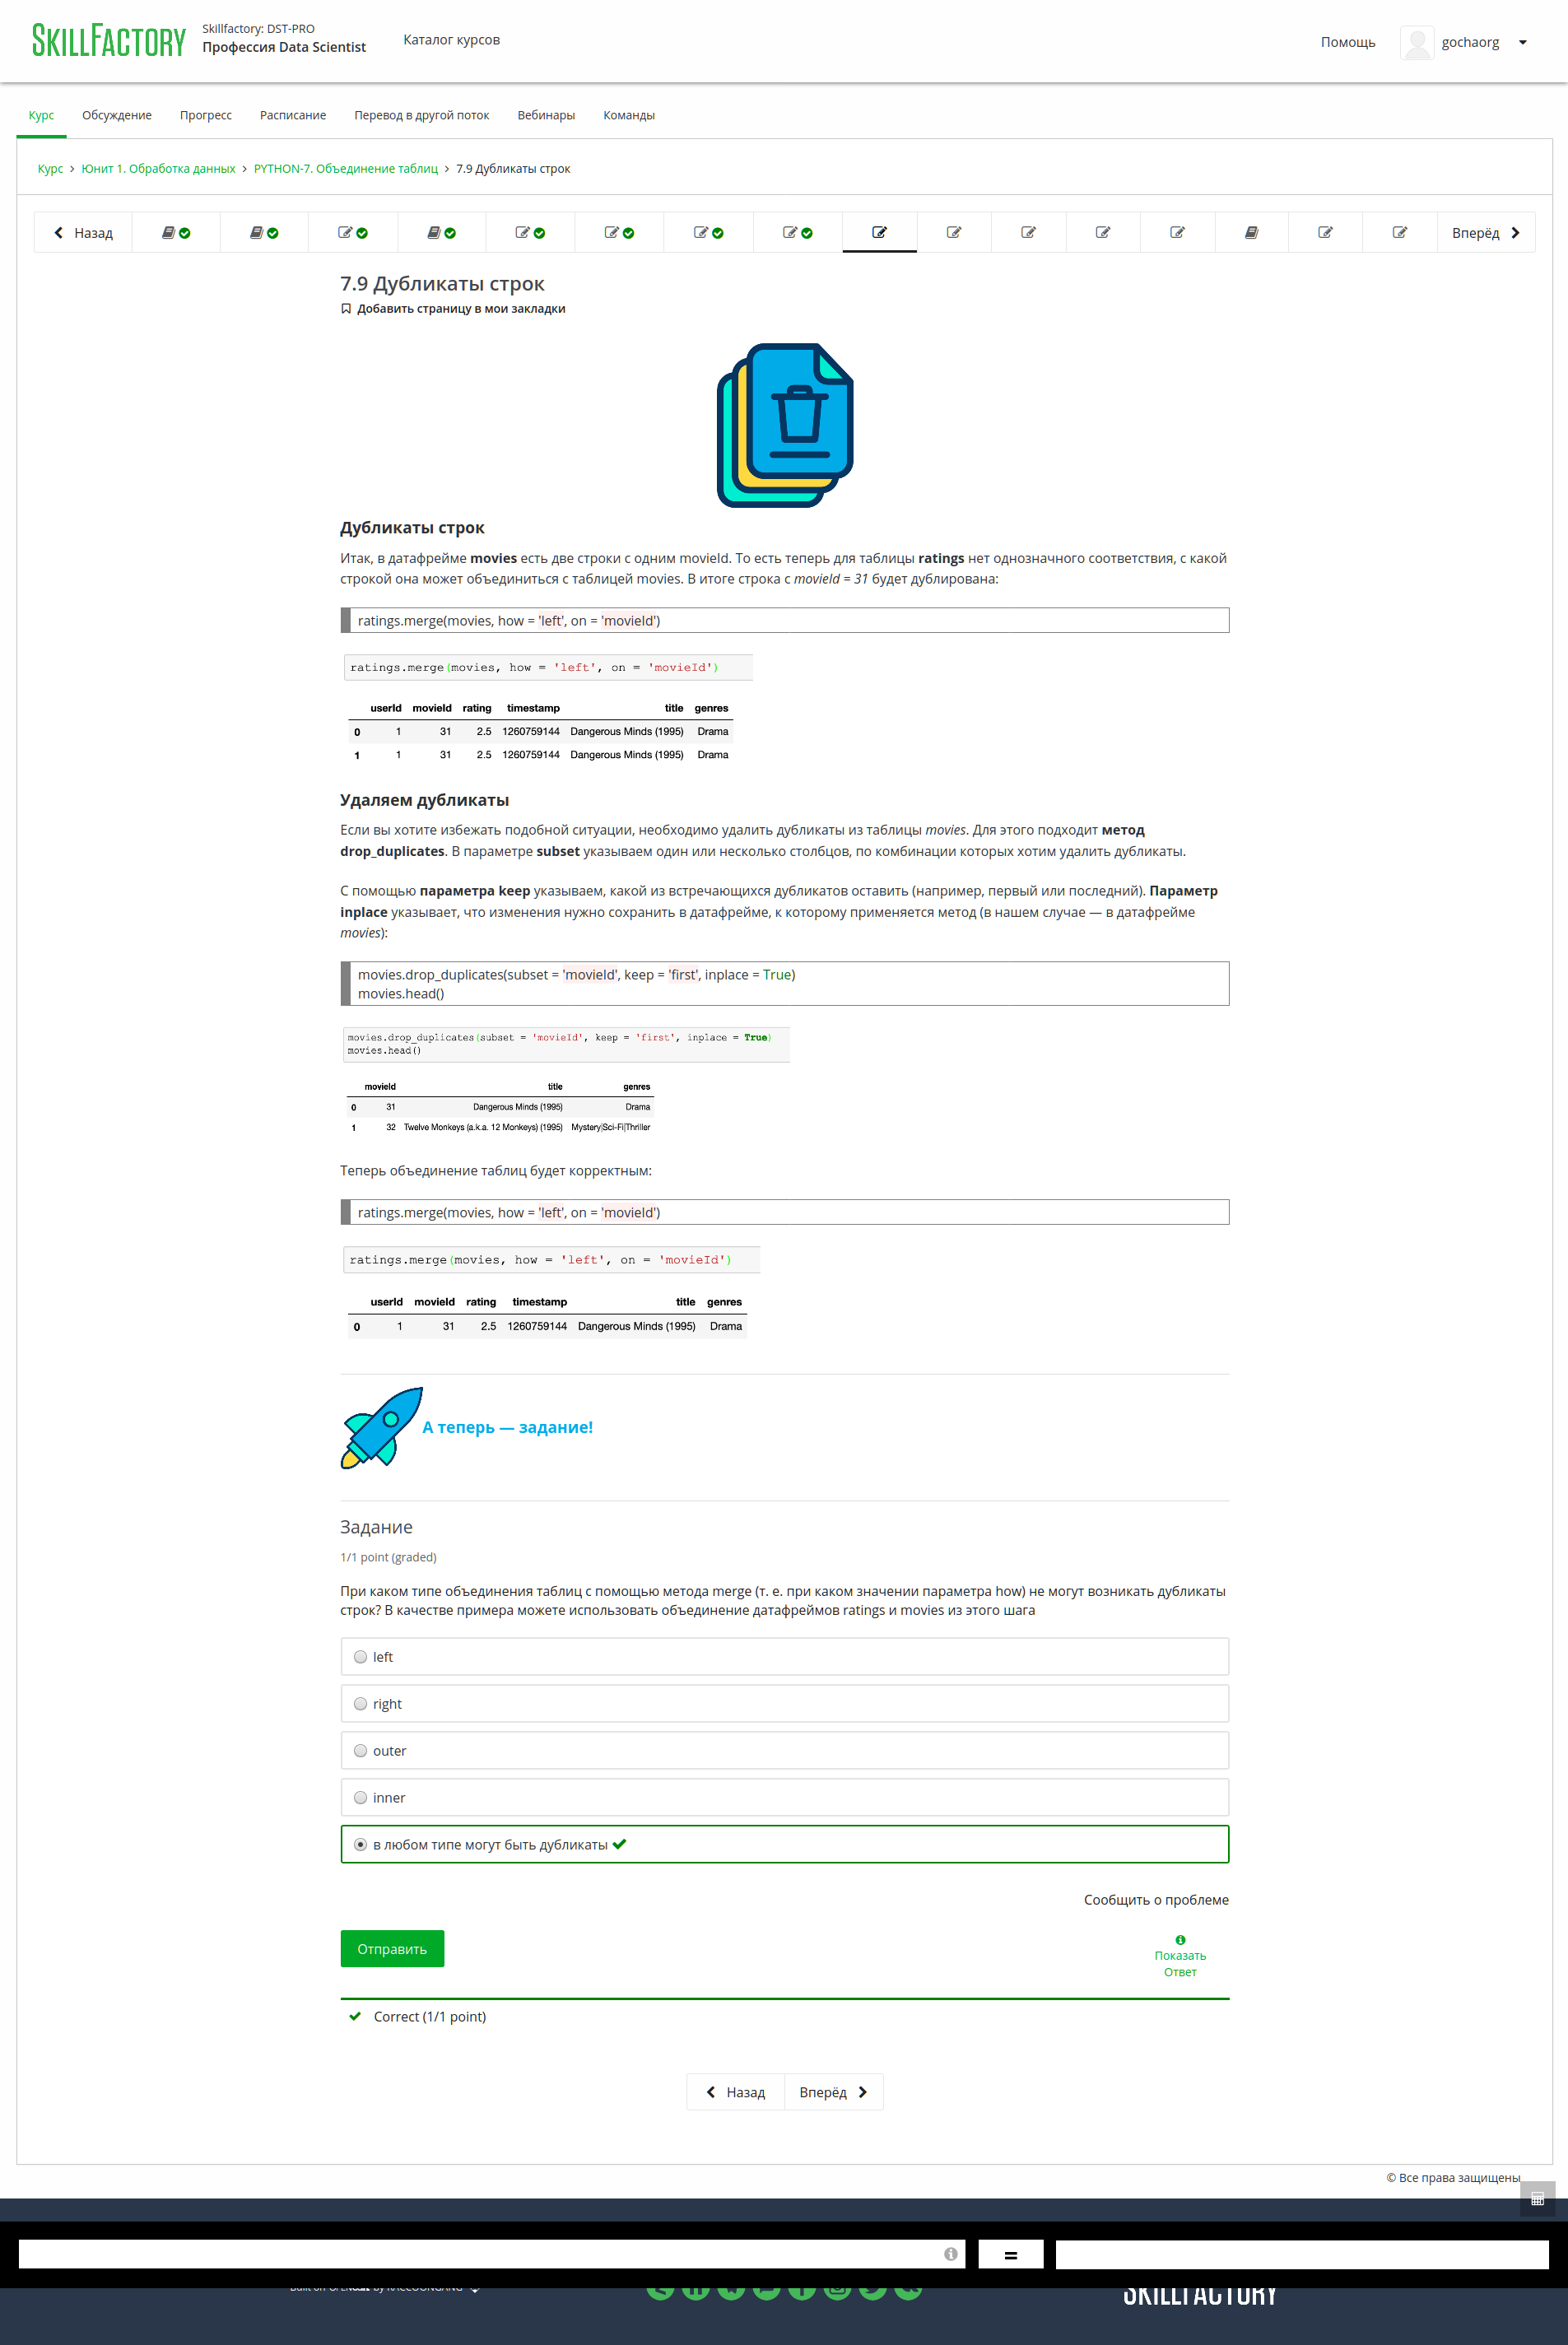 SKILLFACTORY
Skillfactory: DST-PRO
Профессия Data Scientist
Каталог курсов
Помощь
gochaorg
Курс
Обсуждение
Прогресс
Расписание
Перевод в другой поток
Вебинары
Команды
Курс > Юнит 1. Обработка данных > PYTHON-7. Объединение таблиц > 7.9 Дубликаты строк
Назад
Вперёд
7.9 Дубликаты строк
Добавить страницу в мои закладки
Дубликаты строк
Итак, в датафрейме movies есть две строки с одним movieId. То есть теперь для таблицы ratings нет однозначного соответствия, с какой
строкой она может объединиться с таблицей movies. В итоге строка с movieId = 31 будет дублирована:
ratings.merge(movies, how = 'left', on = 'movieId')
ratings.merge(movies, how = 'left', on = 'movieId')
userId movieId rating timestamp title genres
0 1 31 2.5 1260759144 Dangerous Minds (1995) Drama
1 1 31 2.5 1260759144 Dangerous Minds (1995) Drama
Удаляем дубликаты
Если вы хотите избежать подобной ситуации, необходимо удалить дубликаты из таблицы movies. Для этого подходит метод
drop_duplicates. В параметре subset указываем один или несколько столбцов, по комбинации которых хотим удалить дубликаты.
С помощью параметра keep указываем, какой из встречающихся дубликатов оставить (например, первый или последний). Параметр
inplace указывает, что изменения нужно сохранить в датафрейме, к которому применяется метод (в нашем случае — в датафрейме
movies):
movies.drop_duplicates(subset = 'movieId', keep = 'first', inplace = True)
movies.head()
movies.drop_duplicates(subset = 'movieId', keep = 'first', inplace = True)
movies.head()
movieId title genres
0 31 Dangerous Minds (1995) Drama
1 32 Twelve Monkeys (a.k.a. 12 Monkeys) (1995) Mystery|Sci-Fi|Thriller
Теперь объединение таблиц будет корректным:
ratings.merge(movies, how = 'left', on = 'movieId')
ratings.merge(movies, how = 'left', on = 'movieId')
userId movieId rating timestamp title genres
0 1 31 2.5 1260759144 Dangerous Minds (1995) Drama
А теперь — задание!
Задание
1/1 point (graded)
При каком типе объединения таблиц с помощью метода merge (т. е. при каком значении параметра how) не могут возникать дубликаты
строк? В качестве примера можете использовать объединение датафреймов ratings и movies из этого шага
left
right
outer
inner
в любом типе могут быть дубликаты
Сообщить о проблеме
Отправить
Показать
Ответ
Correct (1/1 point)
Назад
Вперёд
© Все права защищены
=
SKILLFACTORY